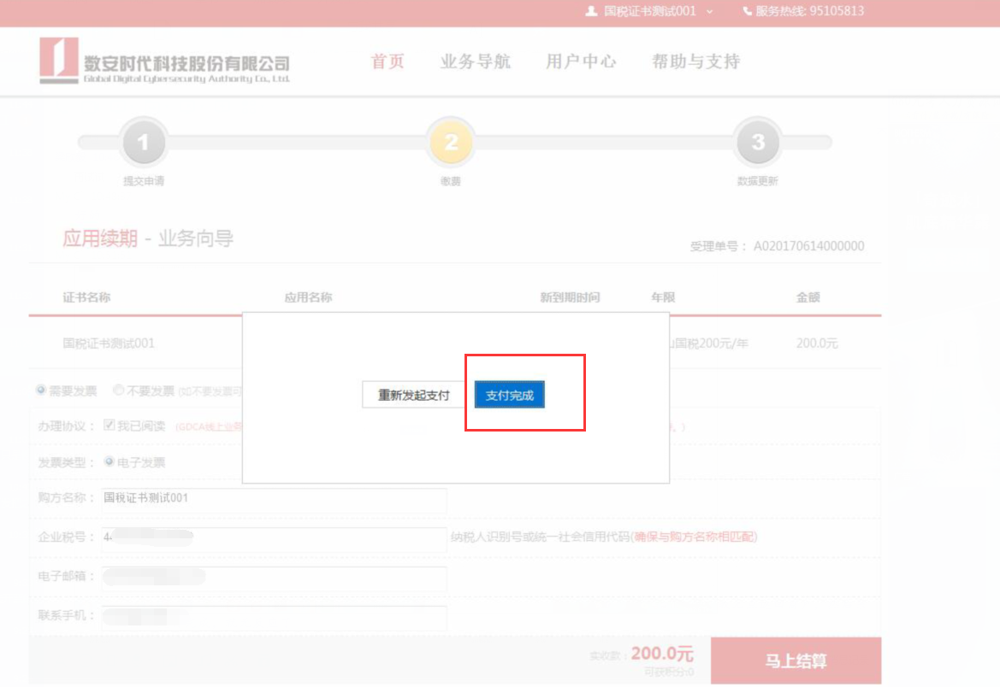 国税证书测试001 服务热线: 95105813
数安时代科技股份有限公司
Global Digital Cybersecurity Authority Co., Ltd.
首页 业务导航 用户中心 帮助与支持
1 2 3
提交申请 缴费 数据更新
应用续期 - 业务向导
受理单号： A020170614000000
证书名称 应用名称 新到期时间 年限 金额
国税证书测试001 国税200元/年 200.0元
重新发起支付 支付完成
需要发票 不要发票 (如不要发票可
办理协议： 我已阅读 (GDCA线上业务 。)
发票类型： 电子发票
购方名称： 国税证书测试001
企业税号： 4 纳税人识别号或统一社会信用代码(确保与购方名称相匹配)
电子邮箱：
联系手机：
实收款： 200.0元
可获积分:0
马上结算